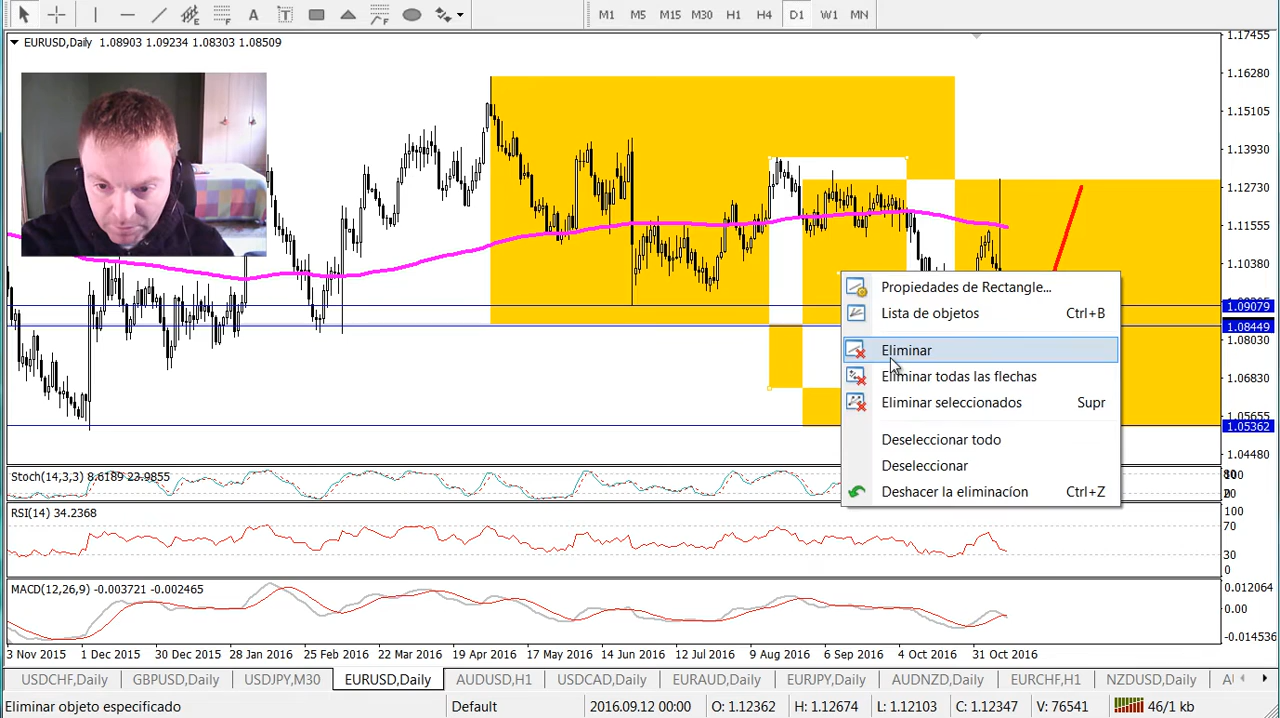 A T
M1 M5 M15 M30 H1 H4 D1 W1 MN
EURUSD,Daily 1.08903 1.09234 1.08303 1.08509
1.17455
1.16280
1.15105
1.13930
1.12730
1.11555
1.10380
1.09079
1.08449
1.08030
1.06830
1.05655
1.05362
1.04480
Propiedades de Rectangle...
Lista de objetos Ctrl+B
Eliminar
Eliminar todas las flechas
Eliminar seleccionados Supr
Deseleccionar todo
Deseleccionar
Deshacer la eliminacíon Ctrl+Z
Stoch(14,3,3) 8.6189 23.9855
20
RSI(14) 34.2368
100
70
30
0
MACD(12,26,9) -0.003721 -0.002465
0.012064
0.00
-0.014536
3 Nov 2015 1 Dec 2015 30 Dec 2015 28 Jan 2016 25 Feb 2016 22 Mar 2016 19 Apr 2016 17 May 2016 14 Jun 2016 12 Jul 2016 9 Aug 2016 6 Sep 2016 4 Oct 2016 31 Oct 2016
USDCHF,Daily GBPUSD,Daily USDJPY,M30 EURUSD,Daily AUDUSD,H1 USDCAD,Daily EURAUD,Daily EURJPY,Daily AUDNZD,Daily EURCHF,H1 NZDUSD,Daily
Eliminar objeto especificado Default 2016.09.12 00:00 O: 1.12362 H: 1.12674 L: 1.12103 C: 1.12347 V: 76541 46/1 kb